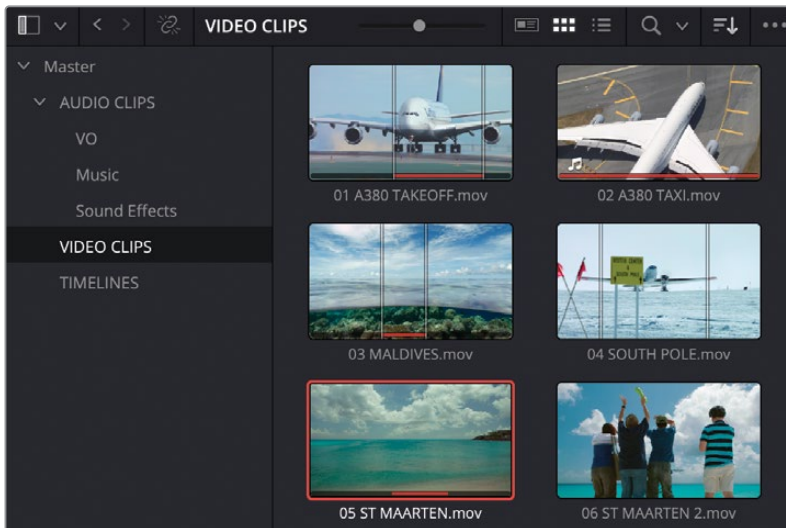 VIDEO CLIPS
Master
AUDIO CLIPS
VO
Music
Sound Effects
VIDEO CLIPS
TIMELINES
01 A380 TAKEOFF.mov
02 A380 TAXI.mov
03 MALDIVES.mov
04 SOUTH POLE.mov
05 ST MAARTEN.mov
06 ST MAARTEN 2.mov